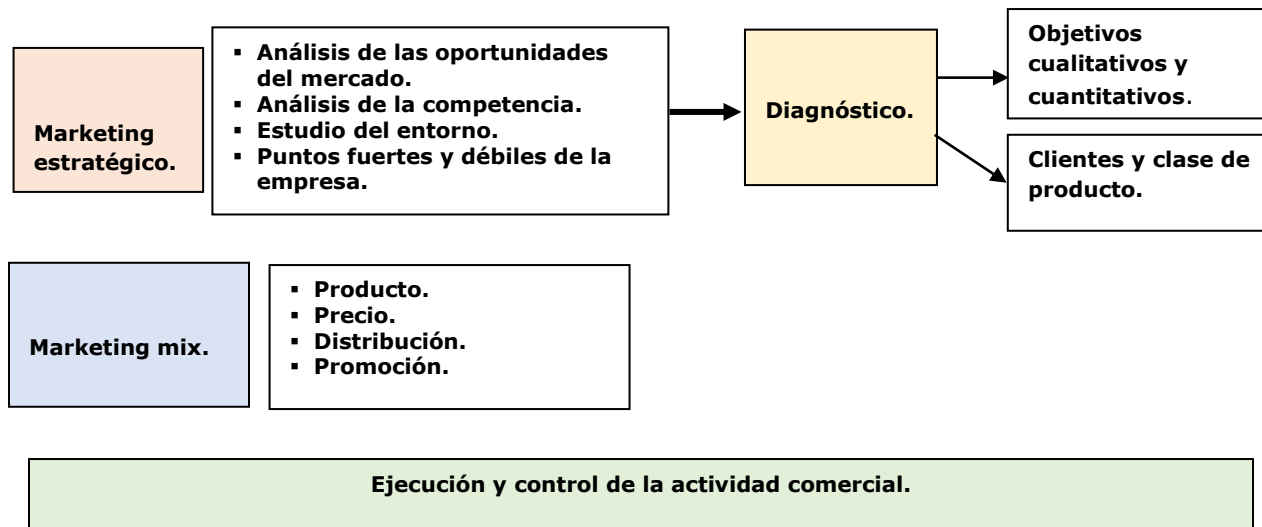 Marketing
estratégico.
▪ Análisis de las oportunidades
del mercado.
▪ Análisis de la competencia.
▪ Estudio del entorno.
▪ Puntos fuertes y débiles de la
empresa.
Diagnóstico.
Objetivos
cualitativos y
cuantitativos.
Clientes y clase de
producto.
Marketing mix.
▪ Producto.
▪ Precio.
▪ Distribución.
▪ Promoción.
Ejecución y control de la actividad comercial.